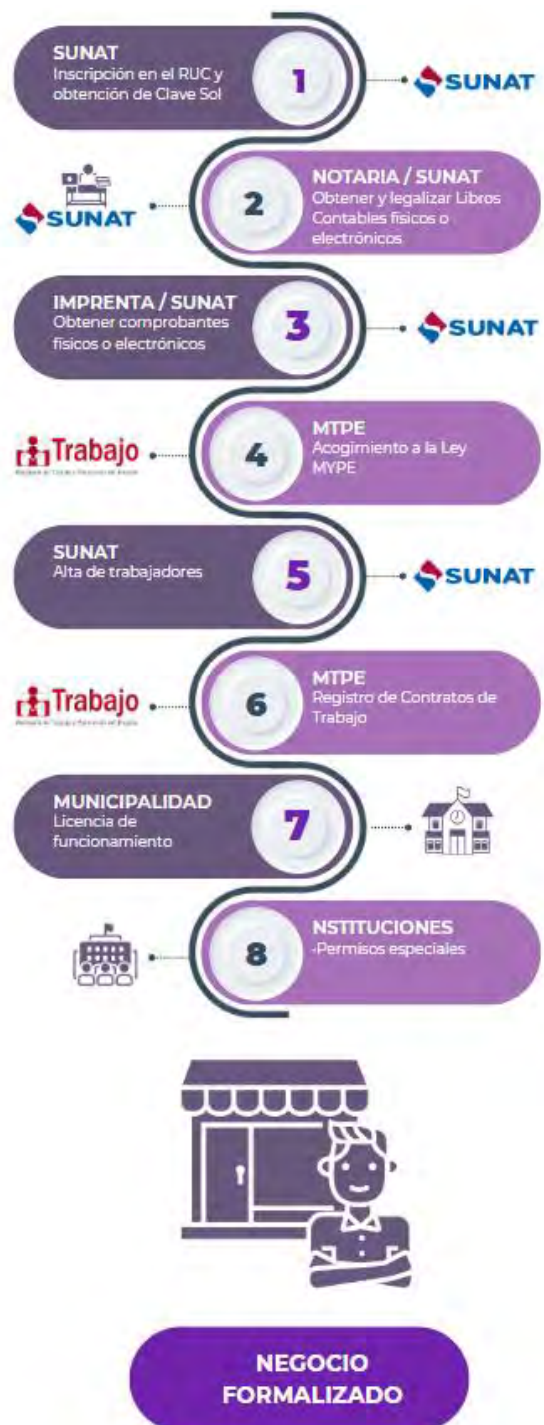 SUNAT
Inscripción en el RUC y
obtención de Clave Sol
1
SUNAT
SUNAT
2
NOTARIA / SUNAT
Obtener y legalizar Libros
Contables físicos o
electrónicos
IMPRENTA / SUNAT
Obtener comprobantes
físicos o electrónicos
3
SUNAT
Trabajo
4
MTPE
Acogimiento a la Ley
MYPE
SUNAT
Alta de trabajadores
5
SUNAT
Trabajo
6
MTPE
Registro de Contratos de
Trabajo
MUNICIPALIDAD
Licencia de
funcionamiento
7
8
NSTITUCIONES
-Permisos especiales
NEGOCIO
FORMALIZADO